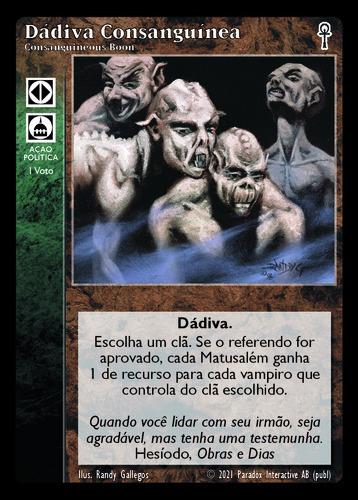 Dádiva Consanguínea
Consanguineous Boon
AÇÃO
POLÍTICA
1 Voto
Dádiva.
Escolha um clã. Se o referendo for
aprovado, cada Matusalém ganha
1 de recurso para cada vampiro que
controla do clã escolhido.
Quando você lidar com seu irmão, seja
agradável, mas tenha uma testemunha.
Hesíodo, Obras e Dias
Ilus. Randy Gallegos
© 2021 Paradox Interactive AB (publ)